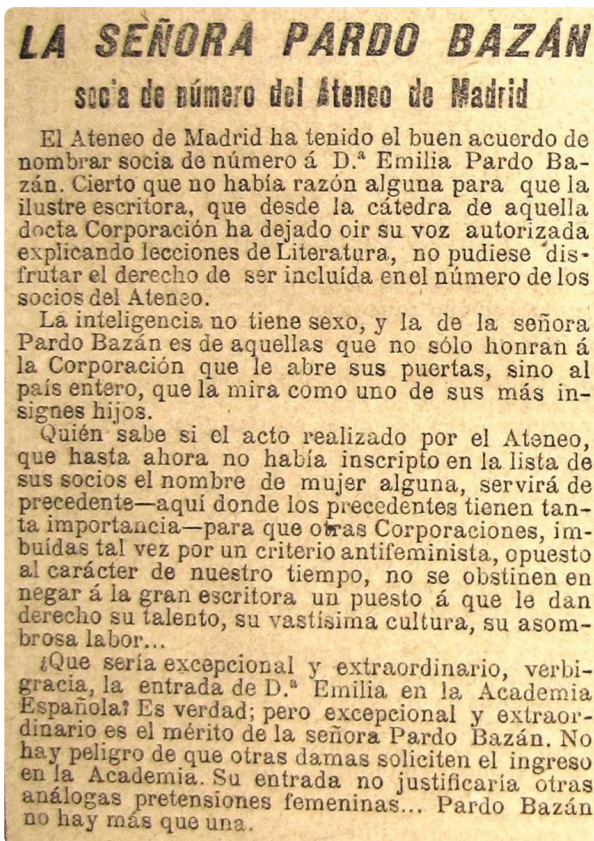 LA SEÑORA PARDO BAZÁN
socia de número del Ateneo de Madrid
El Ateneo de Madrid ha tenido el buen acuerdo de
nombrar socia de número á D.ª Emilia Pardo Ba-
zán. Cierto que no había razón alguna para que la
ilustre escritora, que desde la cátedra de aquella
docta Corporación ha dejado oir su voz autorizada
explicando lecciones de Literatura, no pudiese dis-
frutar el derecho de ser incluída enel número de los
socios del Ateneo.
La inteligencia no tiene sexo, y la de la señora
Pardo Bazán es de aquellas que no sólo honran á
la Corporación que le abre sus puertas, sino al
país entero, que la mira como uno de sus más in-
signes hijos.
Quién sabe si el acto realizado por el Ateneo,
que hasta ahora no había inscripto en la lista de
sus socios el nombre de mujer alguna, servirá de
precedente—aquí donde los precedentes tienen tan-
ta importancia—para que otras Corporaciones, im-
buídas tal vez por un criterio antifeminista, opuesto
al carácter de nuestro tiempo, no se obstinen en
negar á la gran escritora un puesto á que le dan
derecho su talento, su vastísima cultura, su asom-
brosa labor...
¿Que sería excepcional y extraordinario, verbi-
gracia, la entrada de D.ª Emilia en la Academia
Española? Es verdad; pero excepcional y extraor-
dinario es el mérito de la señora Pardo Bazán. No
hay peligro de que otras damas soliciten el ingreso
en la Academia. Su entrada no justificaría otras
análogas pretensiones femeninas... Pardo Bazán
no hay más que una.